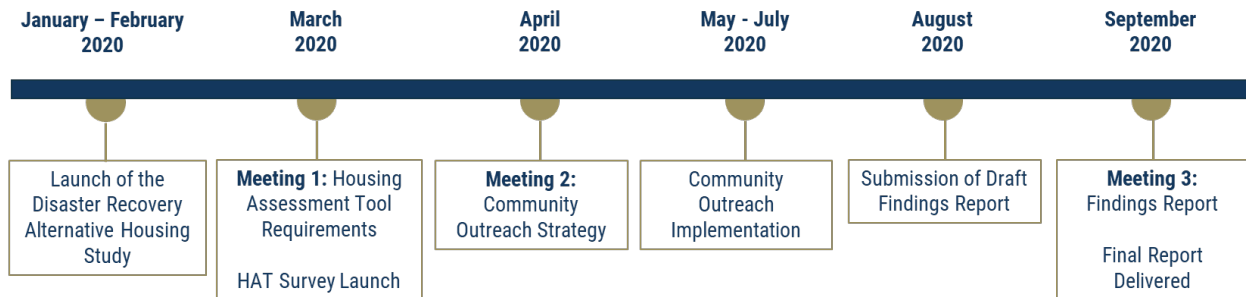 January – February
2020
March
2020
April
2020
May - July
2020
August
2020
September
2020
Launch of the
Disaster Recovery
Alternative Housing
Study
Meeting 1: Housing
Assessment Tool
Requirements
HAT Survey Launch
Meeting 2:
Community
Outreach Strategy
Community
Outreach
Implementation
Submission of Draft
Findings Report
Meeting 3:
Findings Report
Final Report
Delivered